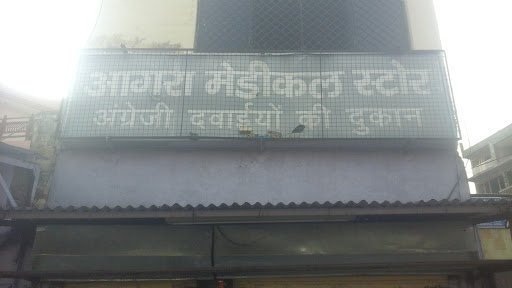 आगरा मेडीकल स्टोर
अंग्रेजी दवाईयों की दुकान